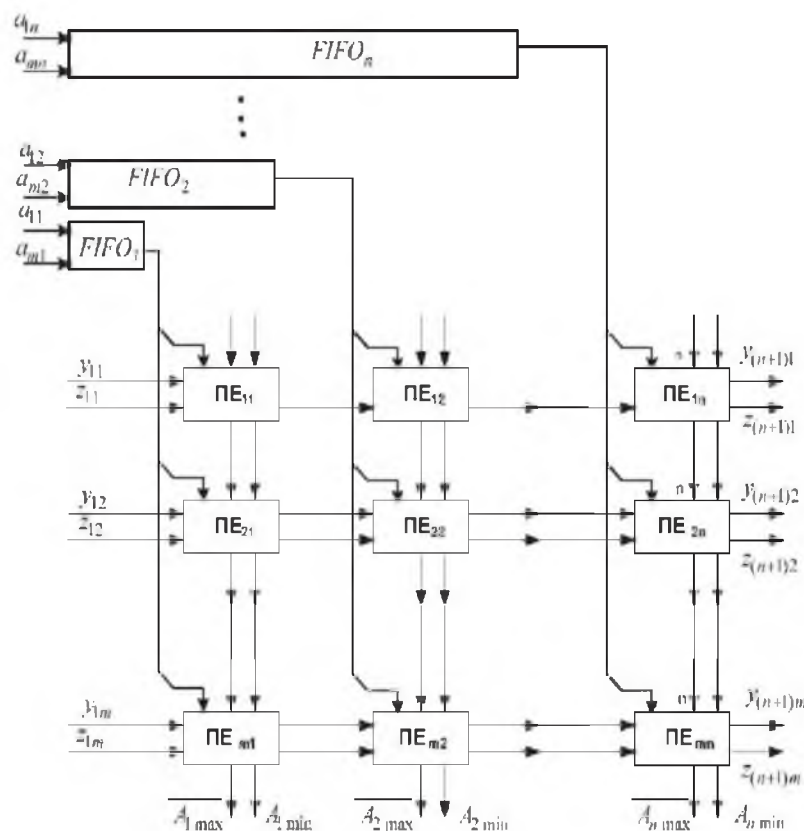 a1n
FIFOn
amn
a12
FIFO2
am2
a11
FIFO1
am1
y11
z11
ПЕ11
ПЕ12
n
ПЕ1n
y(n+1)1
z(n+1)1
y12
z12
ПЕ21
ПЕ22
n
ПЕ2n
y(n+1)2
z(n+1)2
y1m
z1m
ПЕm1
ПЕm2
n
ПЕmn
y(n+1)m
z(n+1)m
A1 max
A1 min
A2 max
A2 min
An max
An min